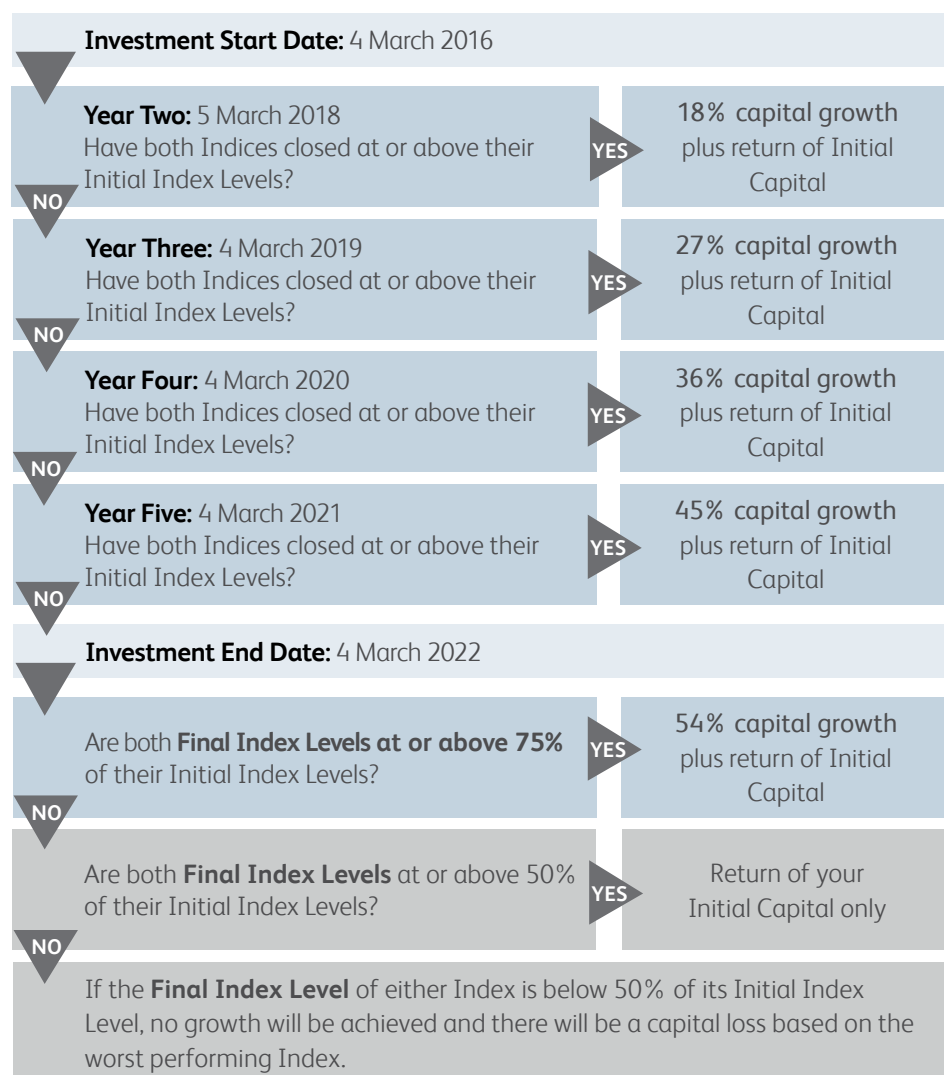 Investment Start Date: 4 March 2016
Year Two: 5 March 2018
Have both Indices closed at or above their
Initial Index Levels?
YES
18% capital growth
plus return of Initial
Capital
NO
Year Three: 4 March 2019
Have both Indices closed at or above their
Initial Index Levels?
YES
27% capital growth
plus return of Initial
Capital
NO
Year Four: 4 March 2020
Have both Indices closed at or above their
Initial Index Levels?
YES
36% capital growth
plus return of Initial
Capital
NO
Year Five: 4 March 2021
Have both Indices closed at or above their
Initial Index Levels?
YES
45% capital growth
plus return of Initial
Capital
NO
Investment End Date: 4 March 2022
Are both Final Index Levels at or above 75%
of their Initial Index Levels?
YES
54% capital growth
plus return of Initial
Capital
NO
Are both Final Index Levels at or above 50%
of their Initial Index Levels?
YES
Return of your
Initial Capital only
NO
If the Final Index Level of either Index is below 50% of its Initial Index
Level, no growth will be achieved and there will be a capital loss based on the
worst performing Index.